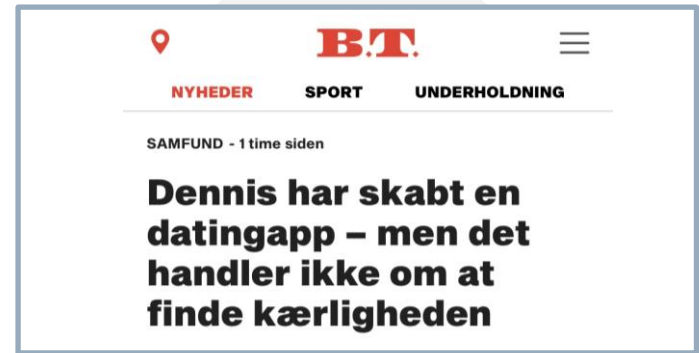 B.T.
NYHEDER SPORT UNDERHOLDNING
SAMFUND - 1 time siden
Dennis har skabt en
datingapp – men det
handler ikke om at
finde kærligheden